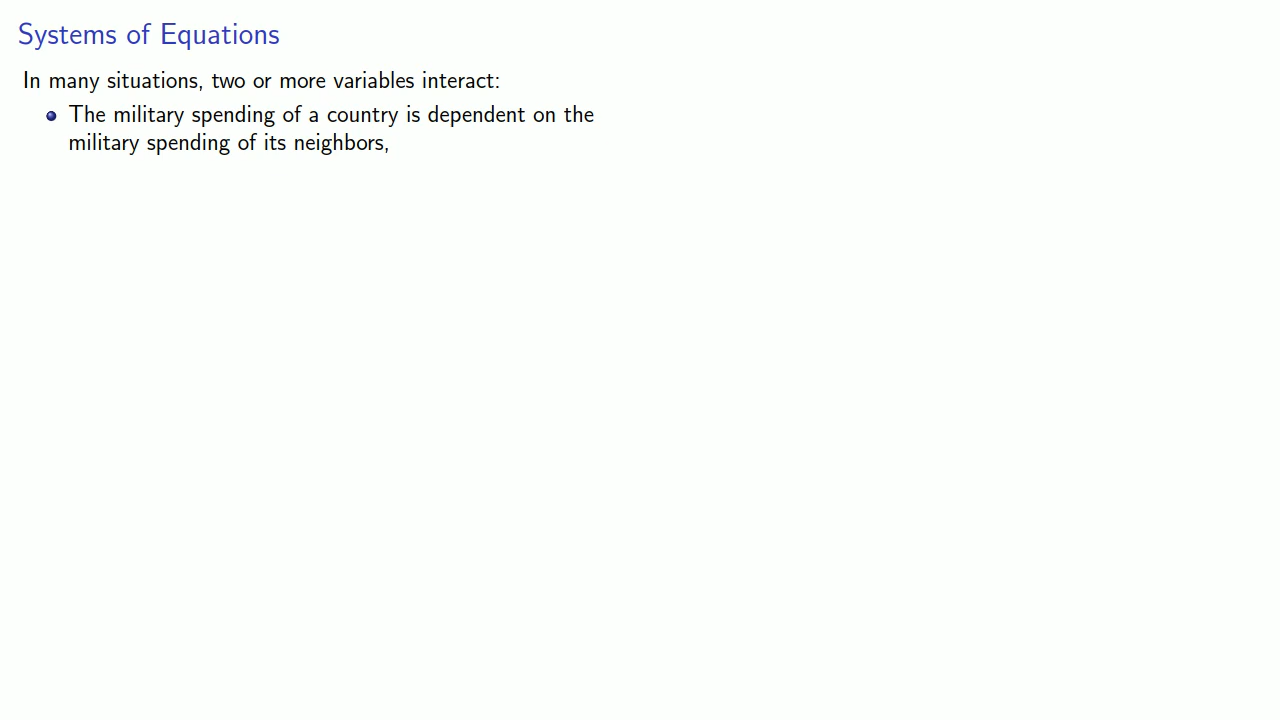 Systems of Equations
In many situations, two or more variables interact:
The military spending of a country is dependent on the
military spending of its neighbors,